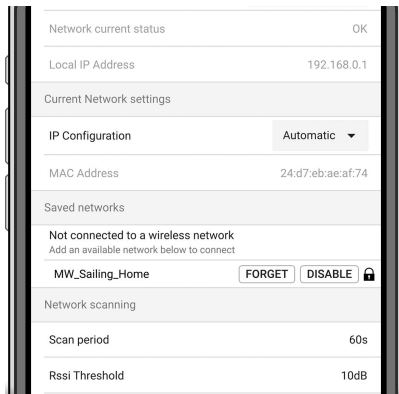 Network current status OK
Local IP Address 192.168.0.1
Current Network settings
IP Configuration Automatic
MAC Address 24:d7:eb:ae:af:74
Saved networks
Not connected to a wireless network
Add an available network below to connect
MW_Sailing_Home FORGET DISABLE
Network scanning
Scan period 60s
Rssi Threshold 10dB